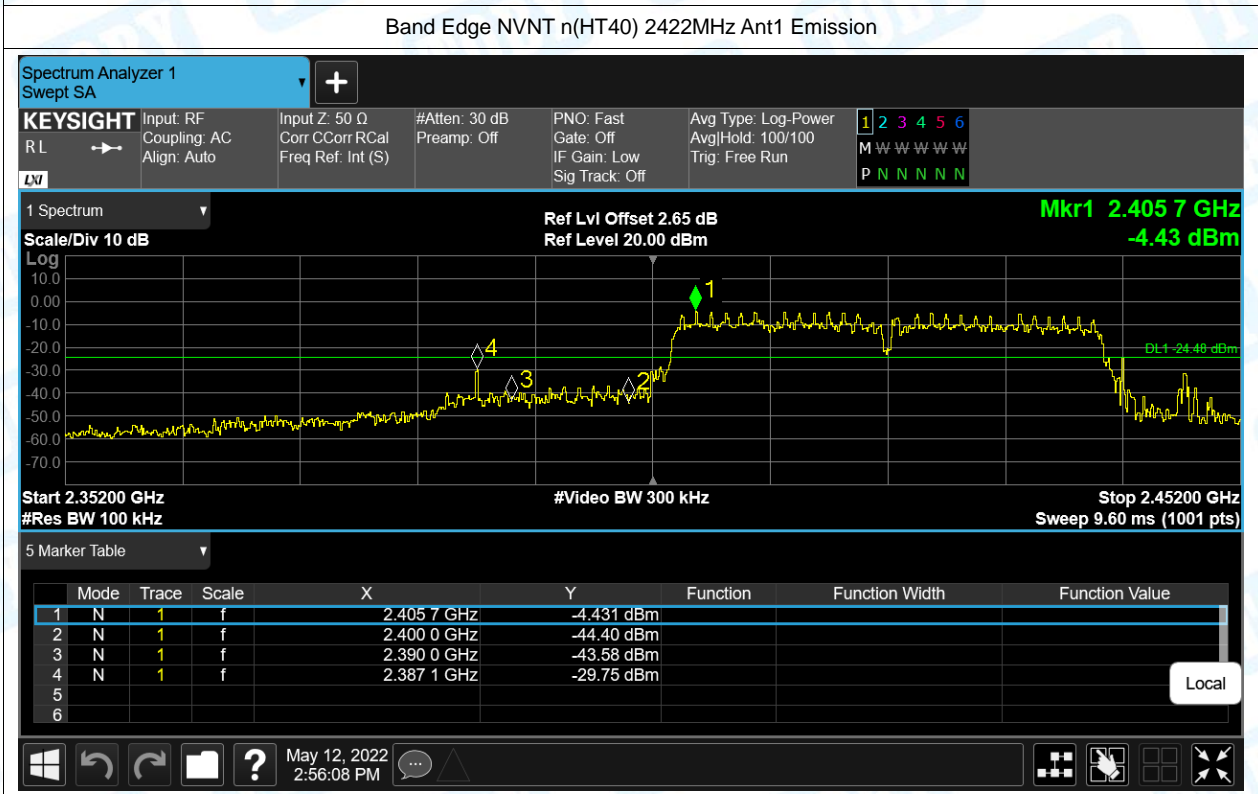 Band Edge NVNT n(HT40) 2422MHz Ant1 Emission
Spectrum Analyzer 1
Swept SA
KEYSIGHT
R L
LXI
Input: RF
Coupling: AC
Align: Auto
Input Z: 50 Ω
Corr CCorr RCal
Freq Ref: Int (S)
#Atten: 30 dB
Preamp: Off
PNO: Fast
Gate: Off
IF Gain: Low
Sig Track: Off
Avg Type: Log-Power
Avg|Hold: 100/100
Trig: Free Run
1 2 3 4 5 6
M W W W W W
P N N N N N
1 Spectrum
Scale/Div 10 dB
Ref Lvl Offset 2.65 dB
Ref Level 20.00 dBm
Mkr1 2.405 7 GHz
-4.43 dBm
Log
10.0
0.00
-10.0
-20.0
-30.0
-40.0
-50.0
-60.0
-70.0
1
4
3
2
DL1 -24.48 dBm
Start 2.35200 GHz
#Video BW 300 kHz
Stop 2.45200 GHz
#Res BW 100 kHz
Sweep 9.60 ms (1001 pts)
5 Marker Table
Mode Trace Scale X Y Function Function Width Function Value
1 N 1 f 2.405 7 GHz -4.431 dBm
2 N 1 f 2.400 0 GHz -44.40 dBm
3 N 1 f 2.390 0 GHz -43.58 dBm
4 N 1 f 2.387 1 GHz -29.75 dBm
5
6
Local
?
May 12, 2022
2:56:08 PM